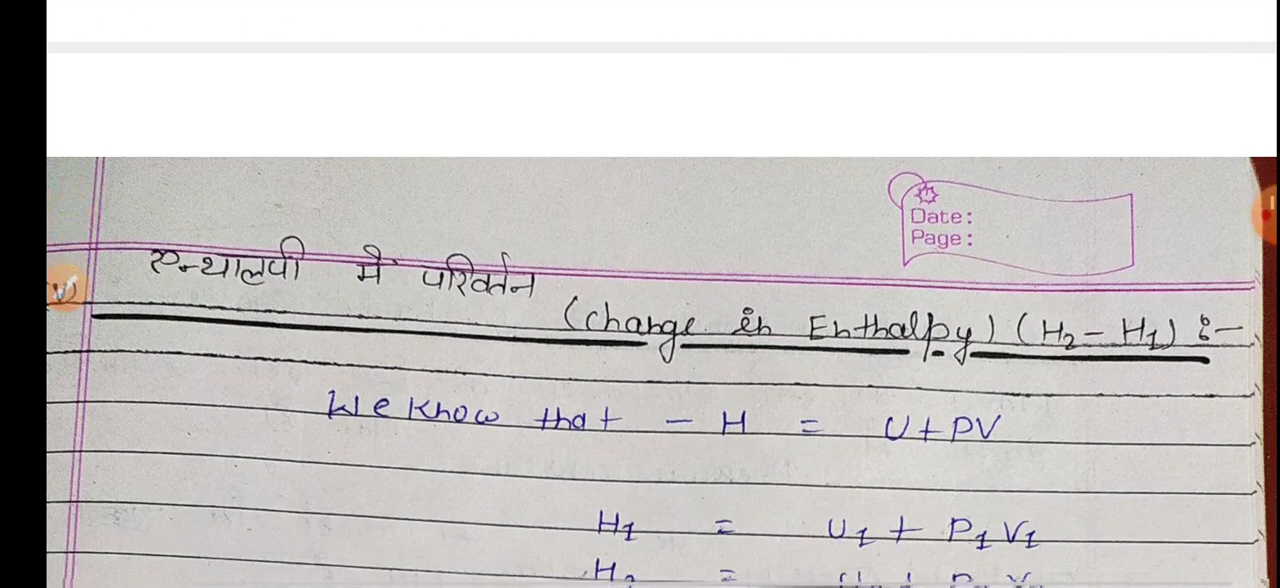 Date:
Page:
v) एन्थालपी में परिवर्तन
(change in Enthalpy) (H₂ - H₁) :-
We know that - H = U + PV
H₁ = U₁ + P₁V₁
H₂ =